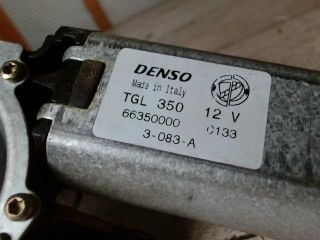 DENSO
Made in Italy
TGL 350 12 V
66350000 C133
3-083-A